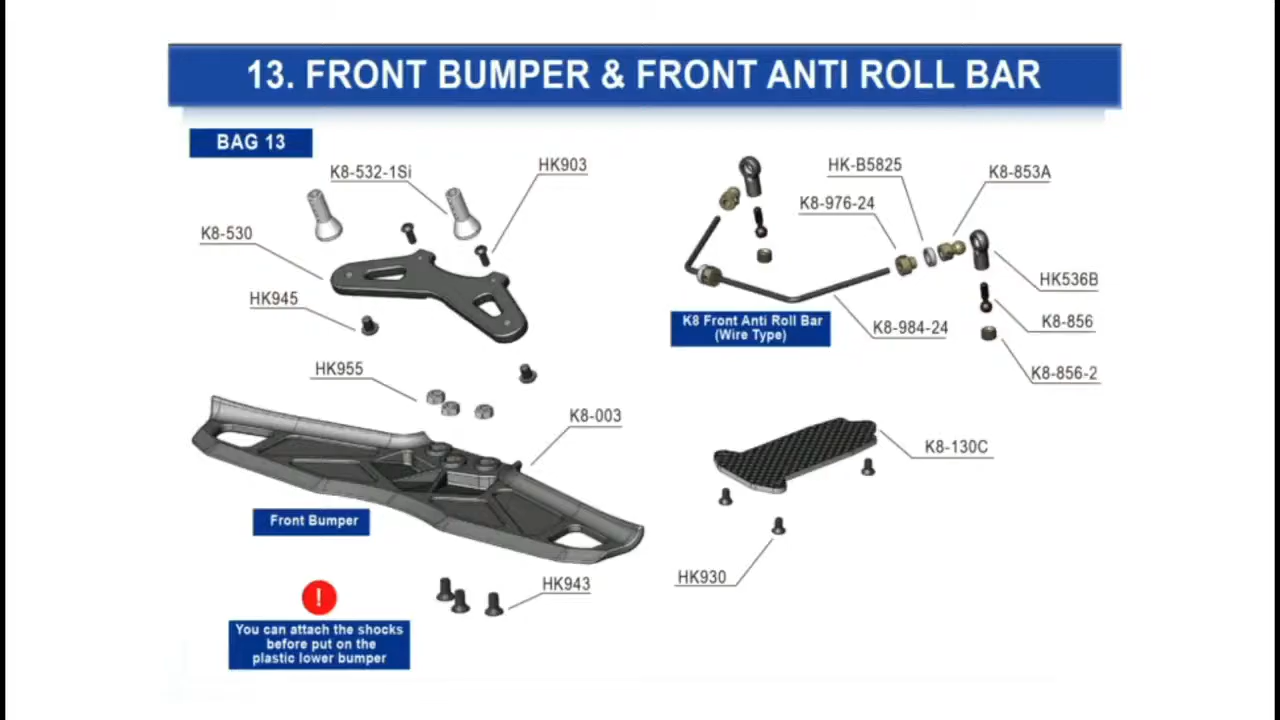 13. FRONT BUMPER & FRONT ANTI ROLL BAR
BAG 13
K8-532-1Si
HK903
K8-530
HK945
HK955
K8-003
Front Bumper
HK943
!
You can attach the shocks
before put on the
plastic lower bumper
HK-B5825
K8-853A
K8-976-24
HK536B
K8 Front Anti Roll Bar
(Wire Type)
K8-984-24
K8-856
K8-856-2
K8-130C
HK930